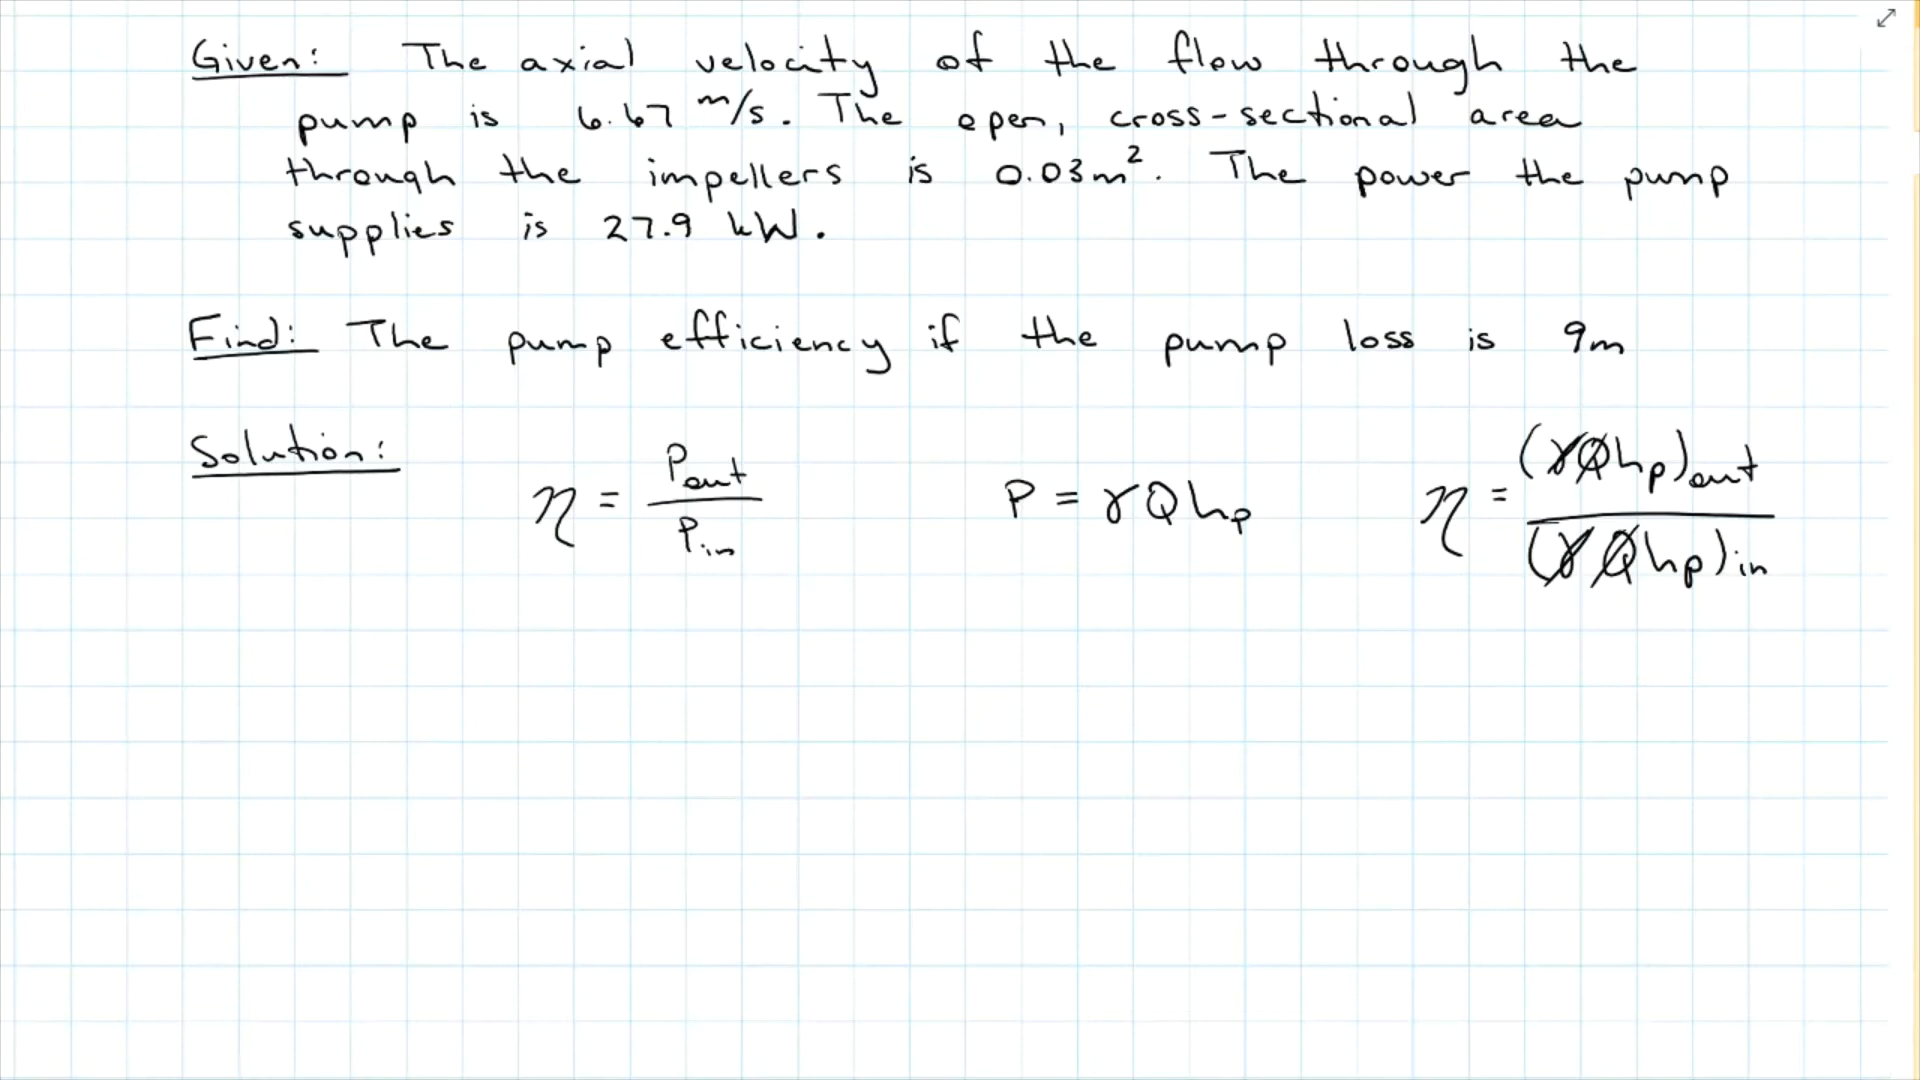 Given: The axial velocity of the flow through the
pump is 6.67 m/s. The open, cross-sectional area
through the impellers is 0.03m². The power the pump
supplies is 27.9 kW.
Find: The pump efficiency if the pump loss is 9m
Solution: η = Pout / Pin P = γQhp η = (γQhp)out / (γQhp)in